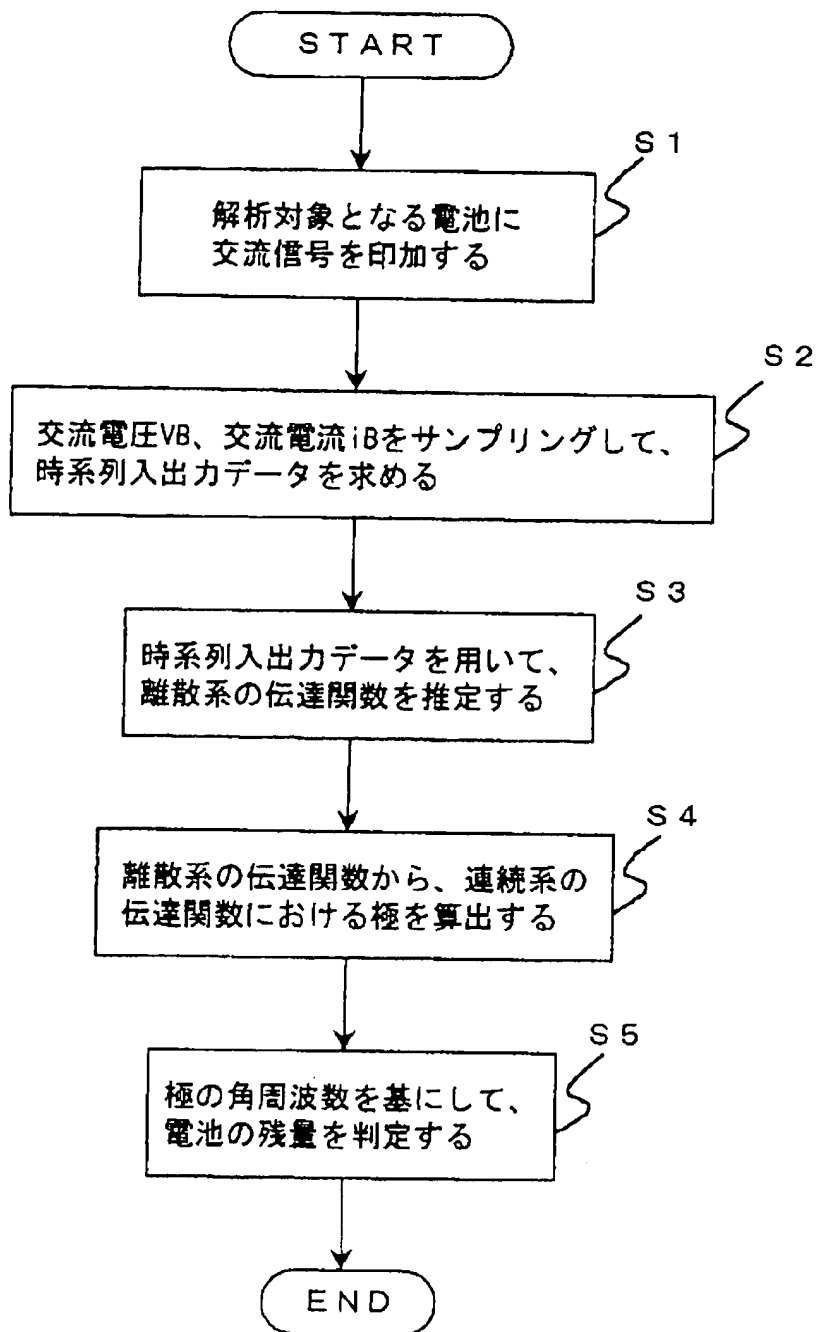 START
S1
解析対象となる電池に
交流信号を印加する
S2
交流電圧VB、交流電流iBをサンプリングして、
時系列入出力データを求める
S3
時系列入出力データを用いて、
離散系の伝達関数を推定する
S4
離散系の伝達関数から、連続系の
伝達関数における極を算出する
S5
極の角周波数を基にして、
電池の残量を判定する
END